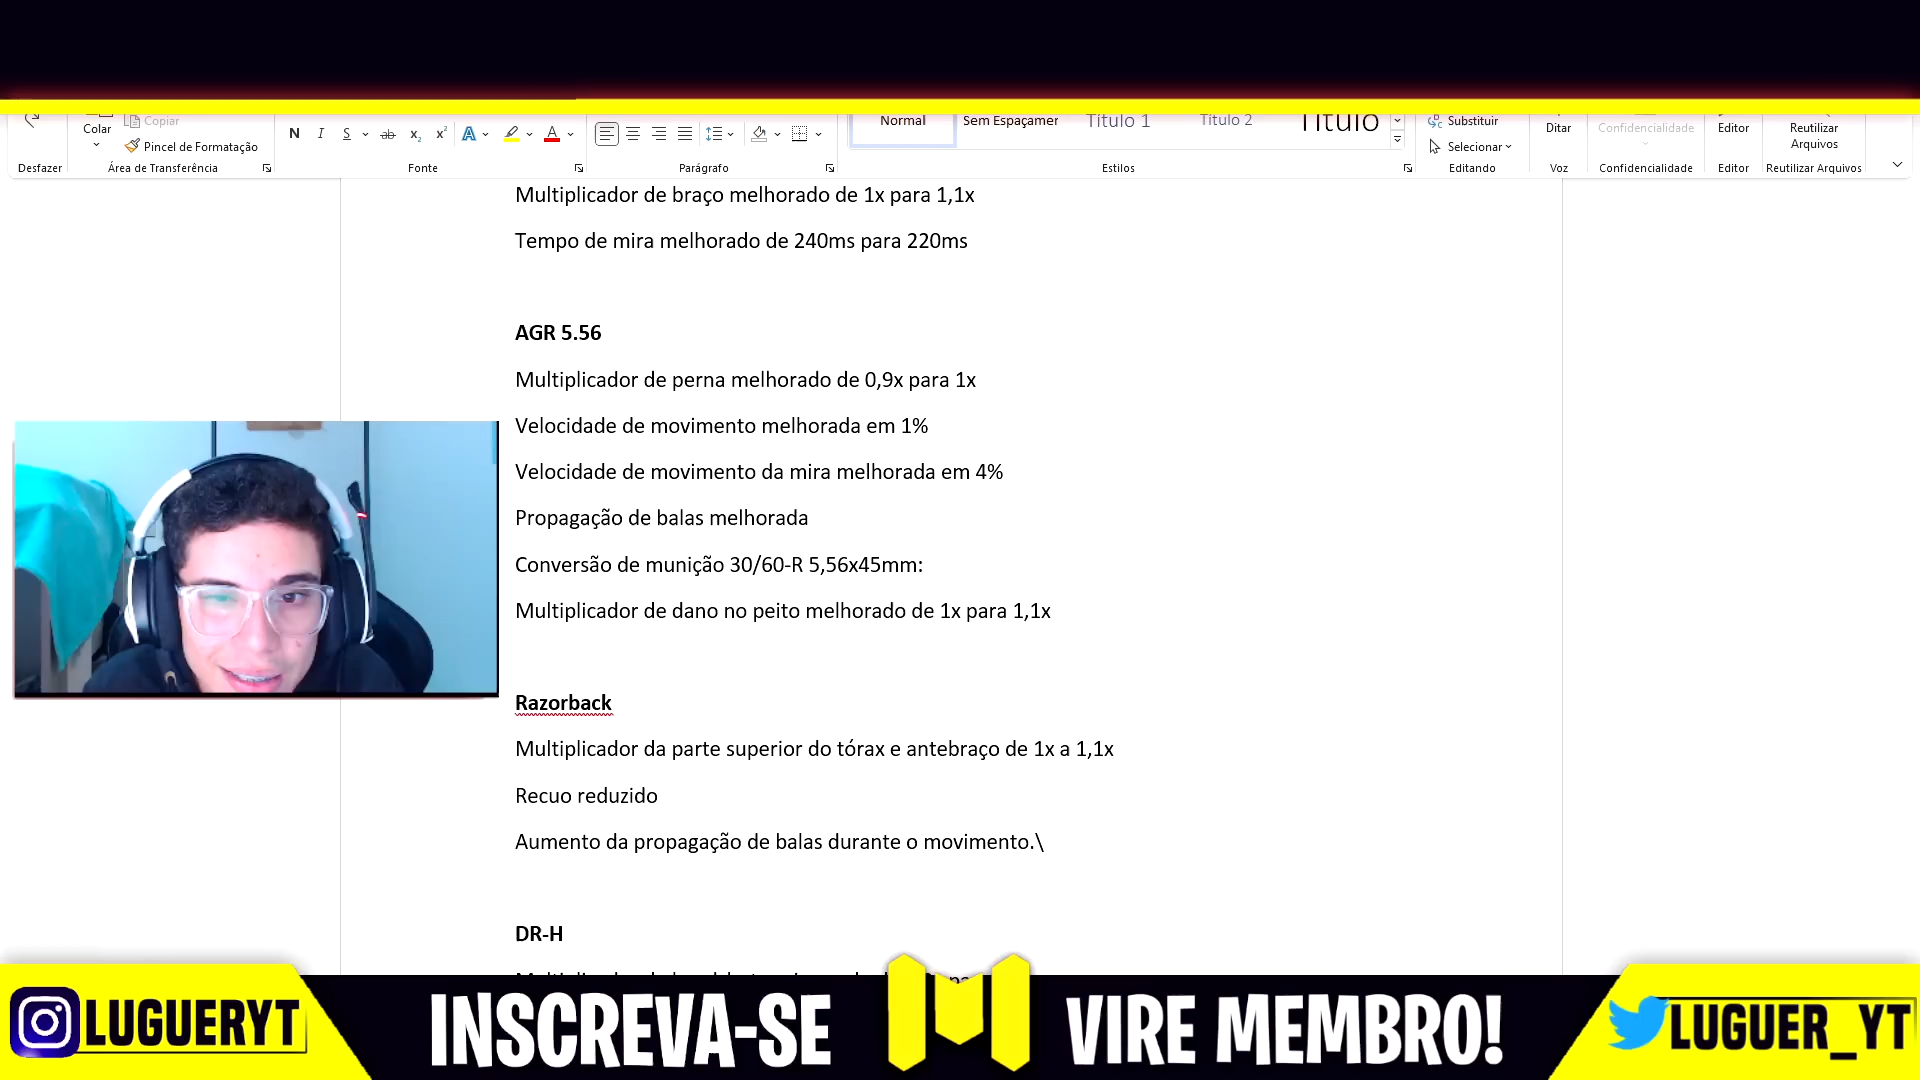 Copiar
Colar
Pincel de Formatação
Desfazer
Área de Transferência
N I S ab x₂ x² A A
Fonte
Parágrafo
Normal
Sem Espaçamer
Título 1
Título 2
Título
Estilos
Substituir
Selecionar
Editando
Ditar
Voz
Confidencialidade
Confidencialidade
Editor
Editor
Reutilizar
Arquivos
Reutilizar Arquivos
Multiplicador de braço melhorado de 1x para 1,1x
Tempo de mira melhorado de 240ms para 220ms
AGR 5.56
Multiplicador de perna melhorado de 0,9x para 1x
Velocidade de movimento melhorada em 1%
Velocidade de movimento da mira melhorada em 4%
Propagação de balas melhorada
Conversão de munição 30/60-R 5,56x45mm:
Multiplicador de dano no peito melhorado de 1x para 1,1x
Razorback
Multiplicador da parte superior do tórax e antebraço de 1x a 1,1x
Recuo reduzido
Aumento da propagação de balas durante o movimento.\
DR-H
LUGUERYT
INSCREVA-SE
VIRE MEMBRO!
LUGUER_YT